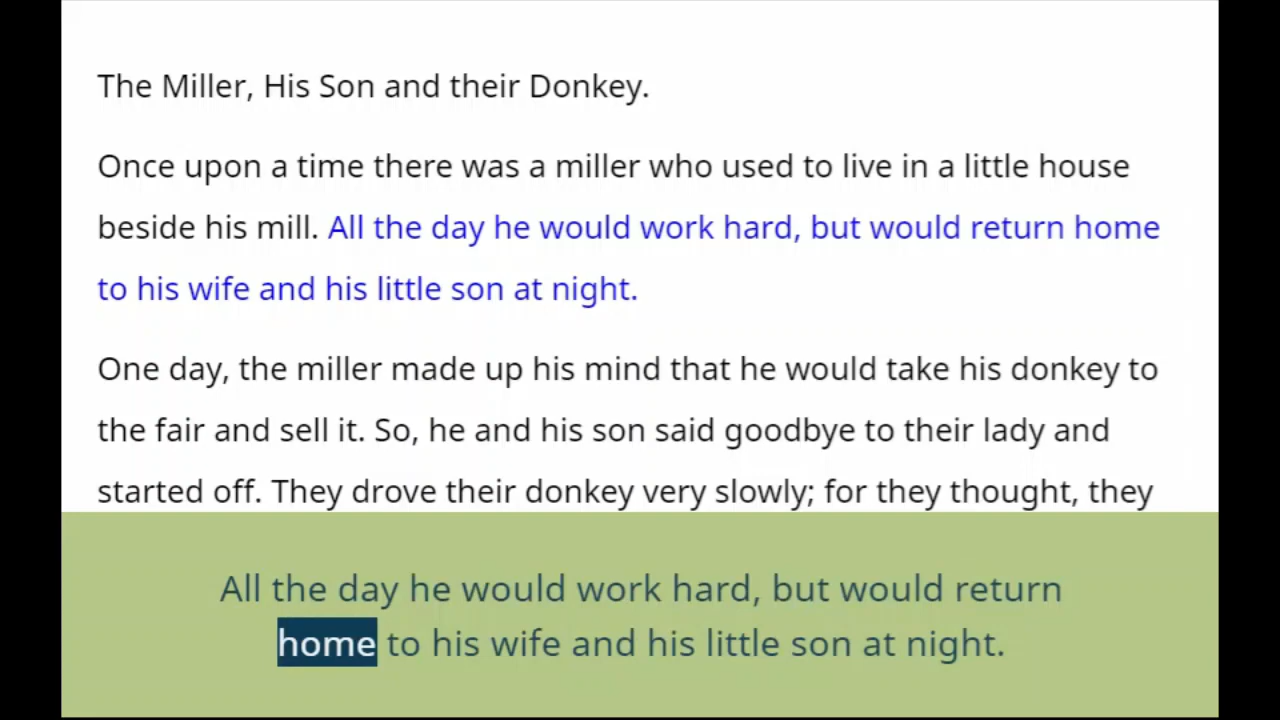 The Miller, His Son and their Donkey.
Once upon a time there was a miller who used to live in a little house
beside his mill. All the day he would work hard, but would return home
to his wife and his little son at night.
One day, the miller made up his mind that he would take his donkey to
the fair and sell it. So, he and his son said goodbye to their lady and
started off. They drove their donkey very slowly; for they thought, they
All the day he would work hard, but would return
home to his wife and his little son at night.